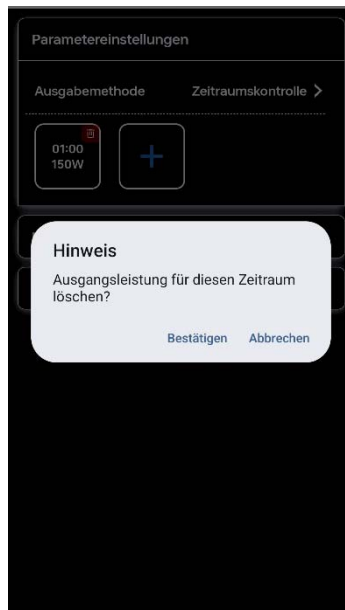 Parametereinstellungen
Ausgabemethode Zeitraumskontrolle >
01:00
150W
+
Hinweis
Ausgangsleistung für diesen Zeitraum
löschen?
Bestätigen Abbrechen